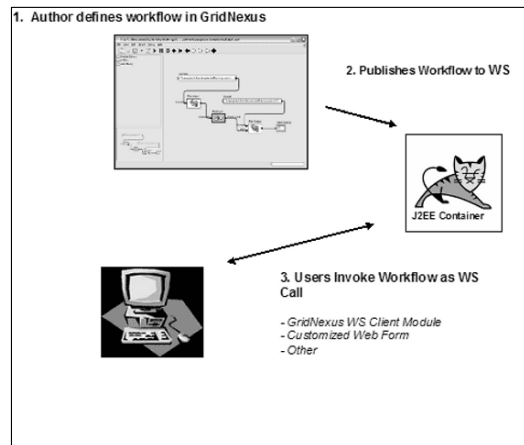 1. Author defines workflow in GridNexus
2. Publishes Workflow to WS
J2EE Container
3. Users Invoke Workflow as WS
Call
- GridNexus WS Client Module
- Customized Web Form
- Other